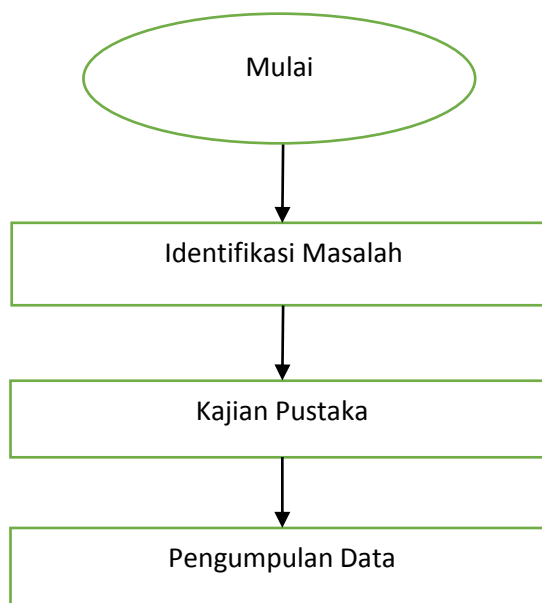 Mulai
Identifikasi Masalah
Kajian Pustaka
Pengumpulan Data